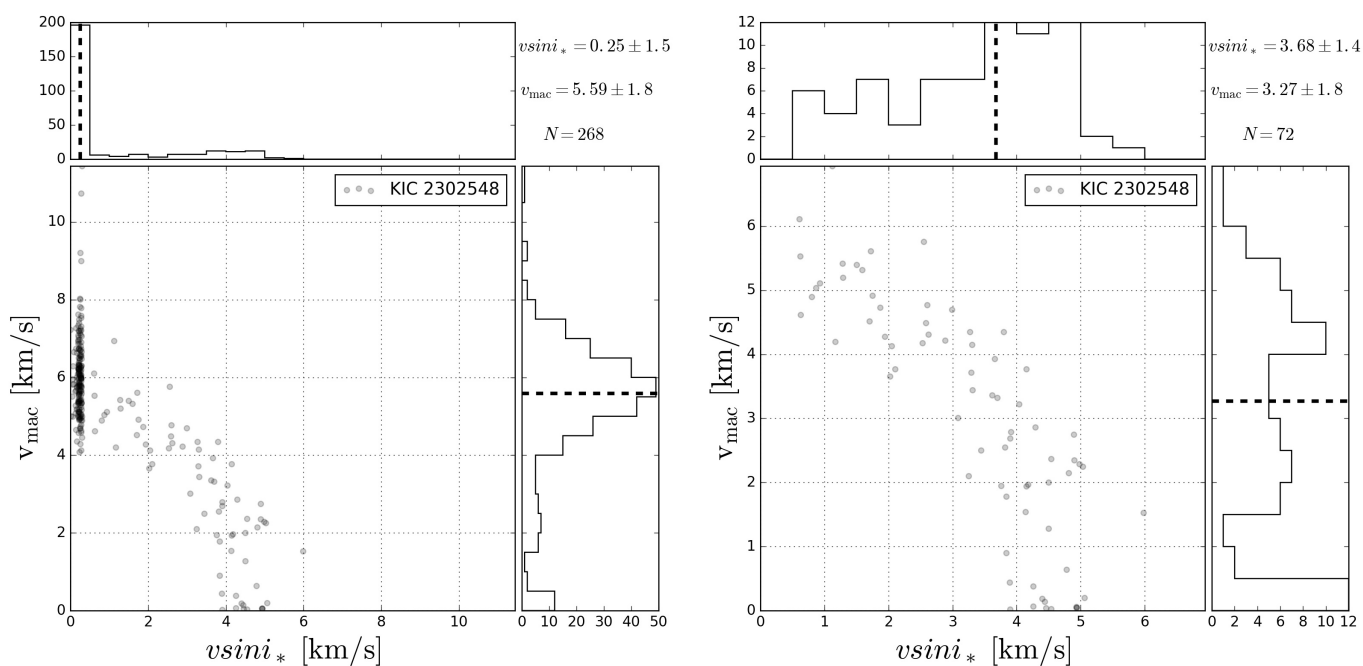 200
150
100
50
0
vsini* = 0.25 ± 1.5
vmac = 5.59 ± 1.8
N = 268
KIC 2302548
vmac [km/s]
10
8
6
4
2
0
0 2 4 6 8 10
vsini* [km/s]
0 10 20 30 40 50
12
10
8
6
4
2
0
vsini* = 3.68 ± 1.4
vmac = 3.27 ± 1.8
N = 72
KIC 2302548
vmac [km/s]
6
5
4
3
2
1
0
0 1 2 3 4 5 6
vsini* [km/s]
0 2 4 6 8 10 12